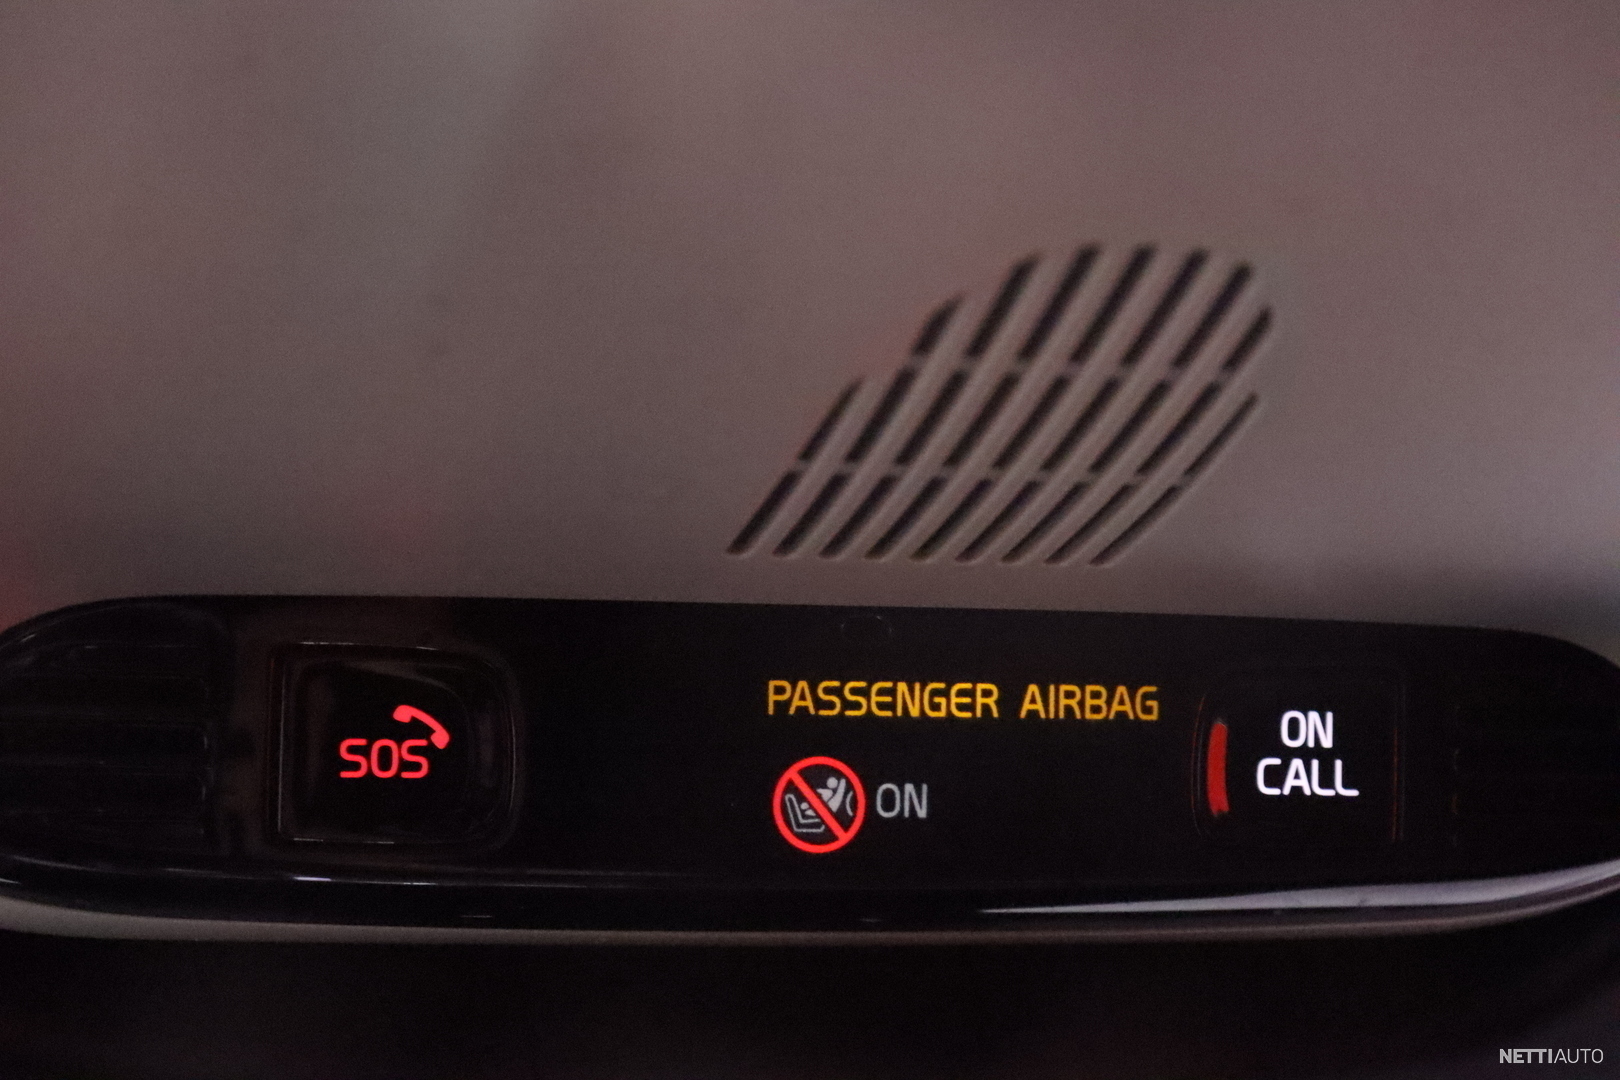 SOS
PASSENGER AIRBAG
ON
ON
CALL
NETTIAUTO